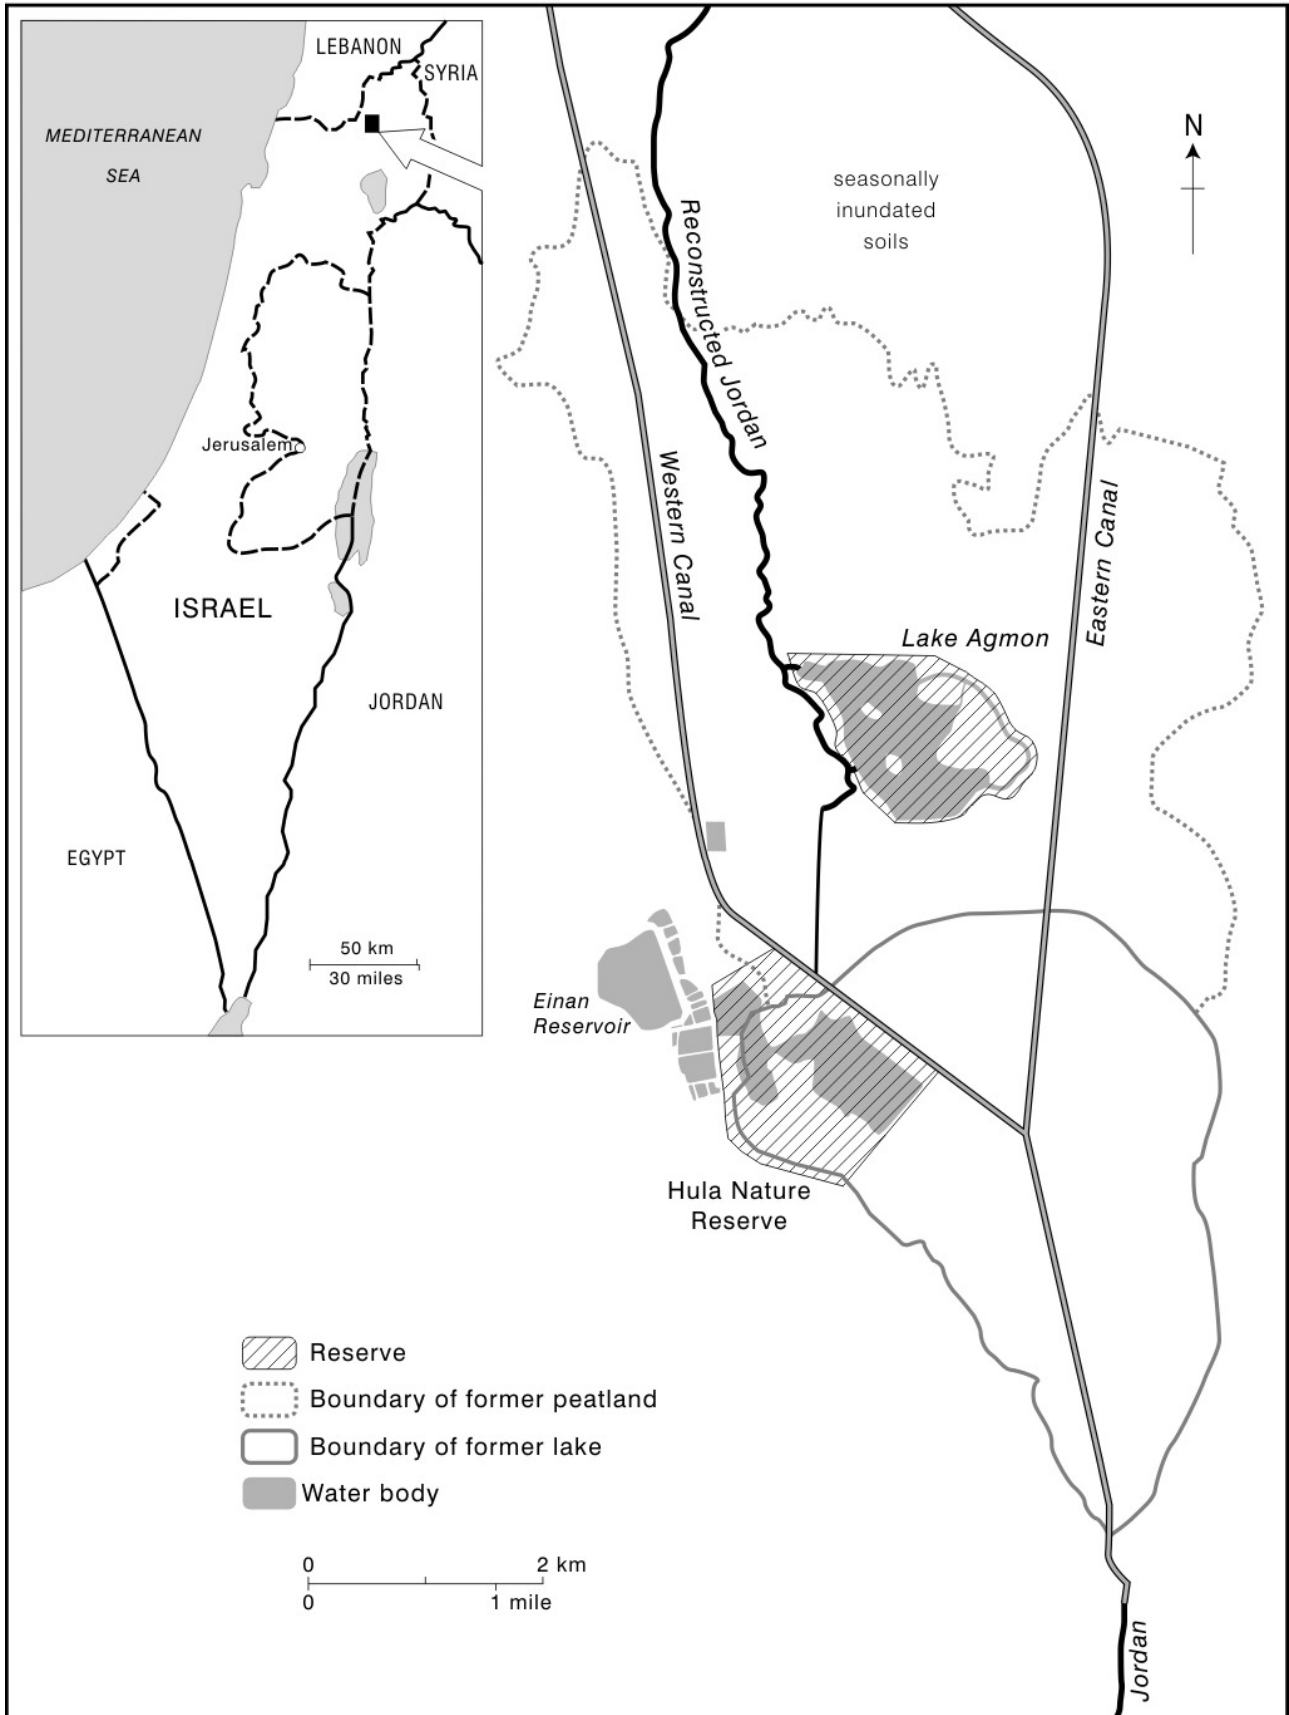 LEBANON
SYRIA
MEDITERRANEAN
SEA
Jerusalem
ISRAEL
JORDAN
EGYPT
50 km
30 miles
N
seasonally
inundated
soils
Reconstructed Jordan
Western Canal
Eastern Canal
Lake Agmon
Einan
Reservoir
Hula Nature
Reserve
Reserve
Boundary of former peatland
Boundary of former lake
Water body
0 2 km
0 1 mile
Jordan